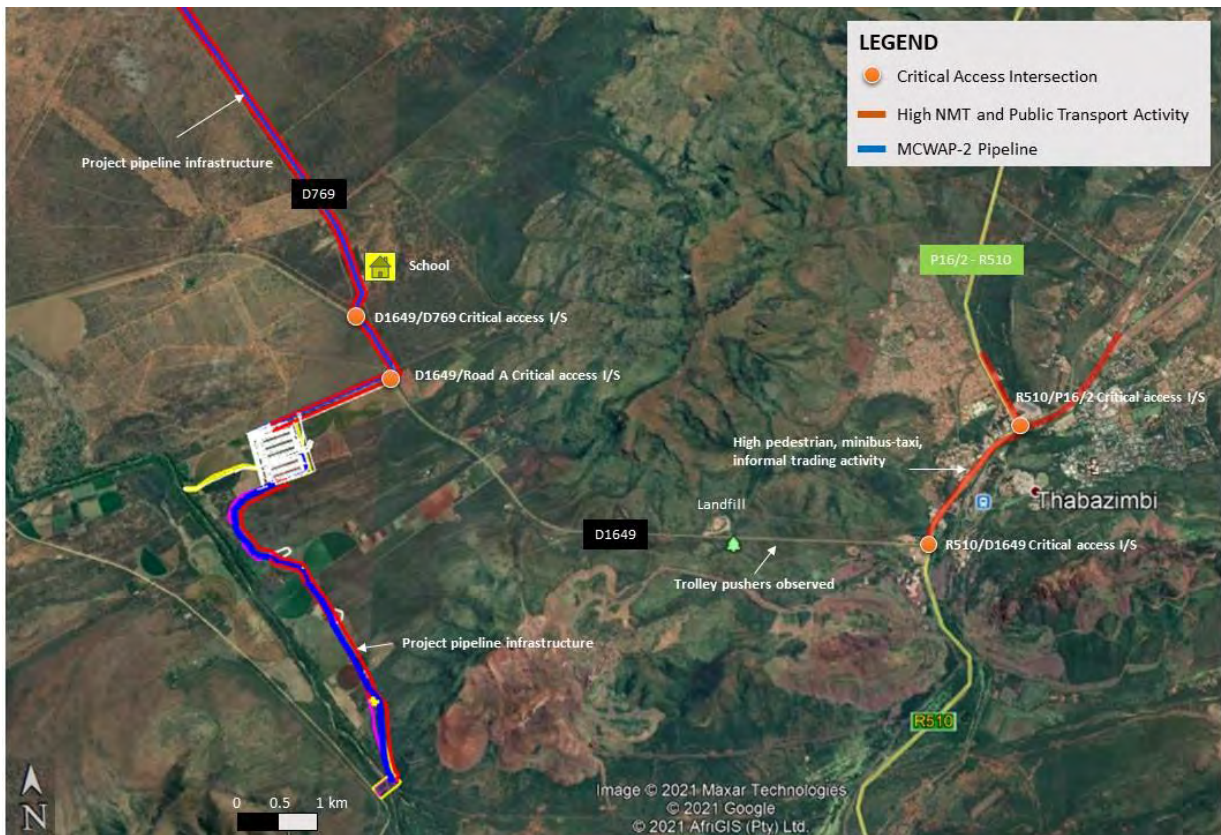 LEGEND
Critical Access Intersection
High NMT and Public Transport Activity
MCWAP-2 Pipeline
Project pipeline infrastructure
D769
School
P16/2 - R510
D1649/D769 Critical access I/S
D1649/Road A Critical access I/S
R510/P16/2 Critical access I/S
High pedestrian, minibus-taxi,
informal trading activity
Thabazimbi
Landfill
D1649
R510/D1649 Critical access I/S
Trolley pushers observed
Project pipeline infrastructure
R510
N
0 0.5 1 km
Image © 2021 Maxar Technologies
© 2021 Google
© 2021 AfriGIS (Pty) Ltd.